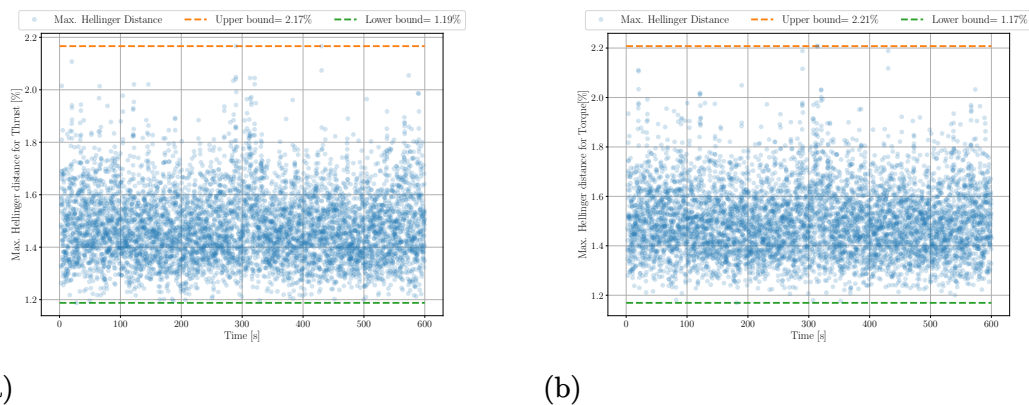 Max. Hellinger Distance Upper bound= 2.17% Lower bound= 1.19%
2.2
2.0
1.8
1.6
1.4
1.2
Max. Hellinger distance for Thrust [%]
0 100 200 300 400 500 600
Time [s]
Max. Hellinger Distance Upper bound= 2.21% Lower bound= 1.17%
2.2
2.0
1.8
1.6
1.4
1.2
Max. Hellinger distance for Torque[%]
0 100 200 300 400 500 600
Time [s]
)
(b)